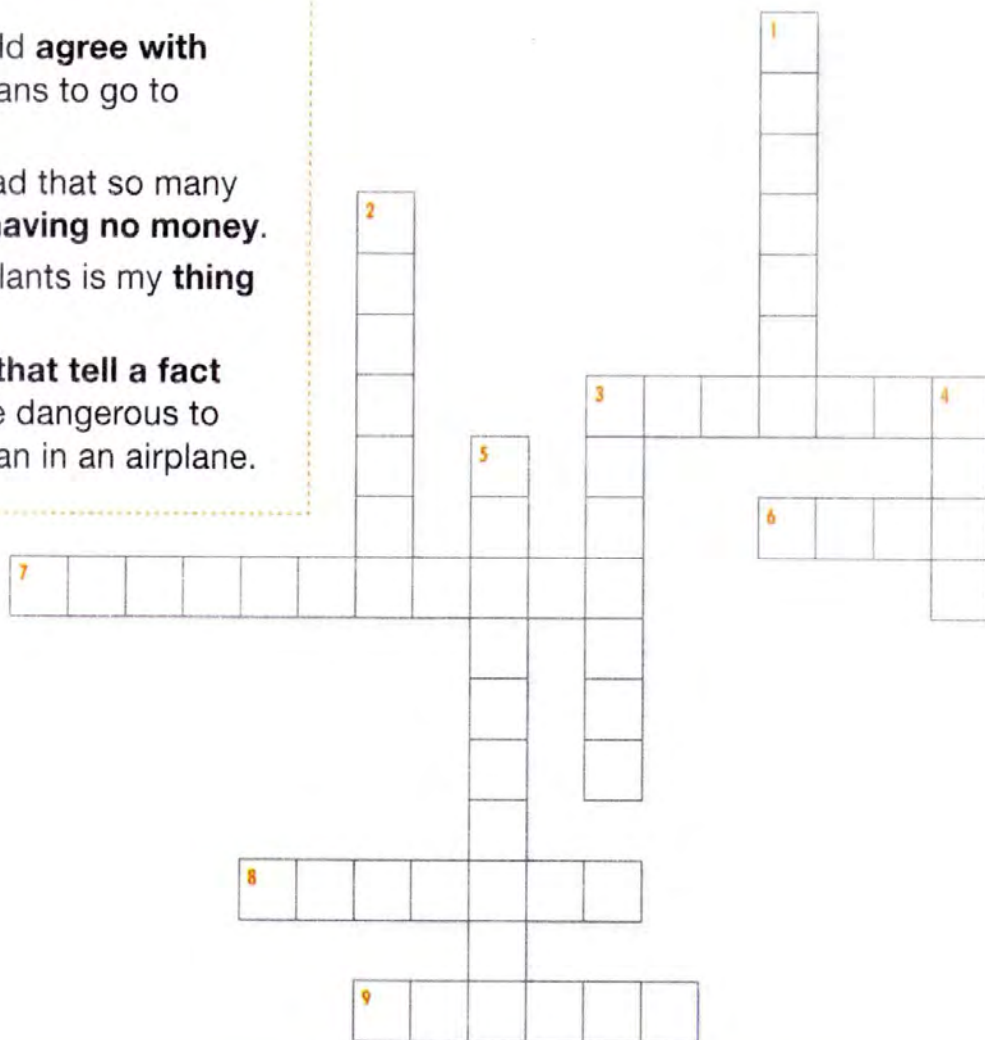 ld agree with
ans to go to
ad that so many
having no money.
lants is my thing
that tell a fact
e dangerous to
an in an airplane.
1
2
3 4
5
6
7
8
9